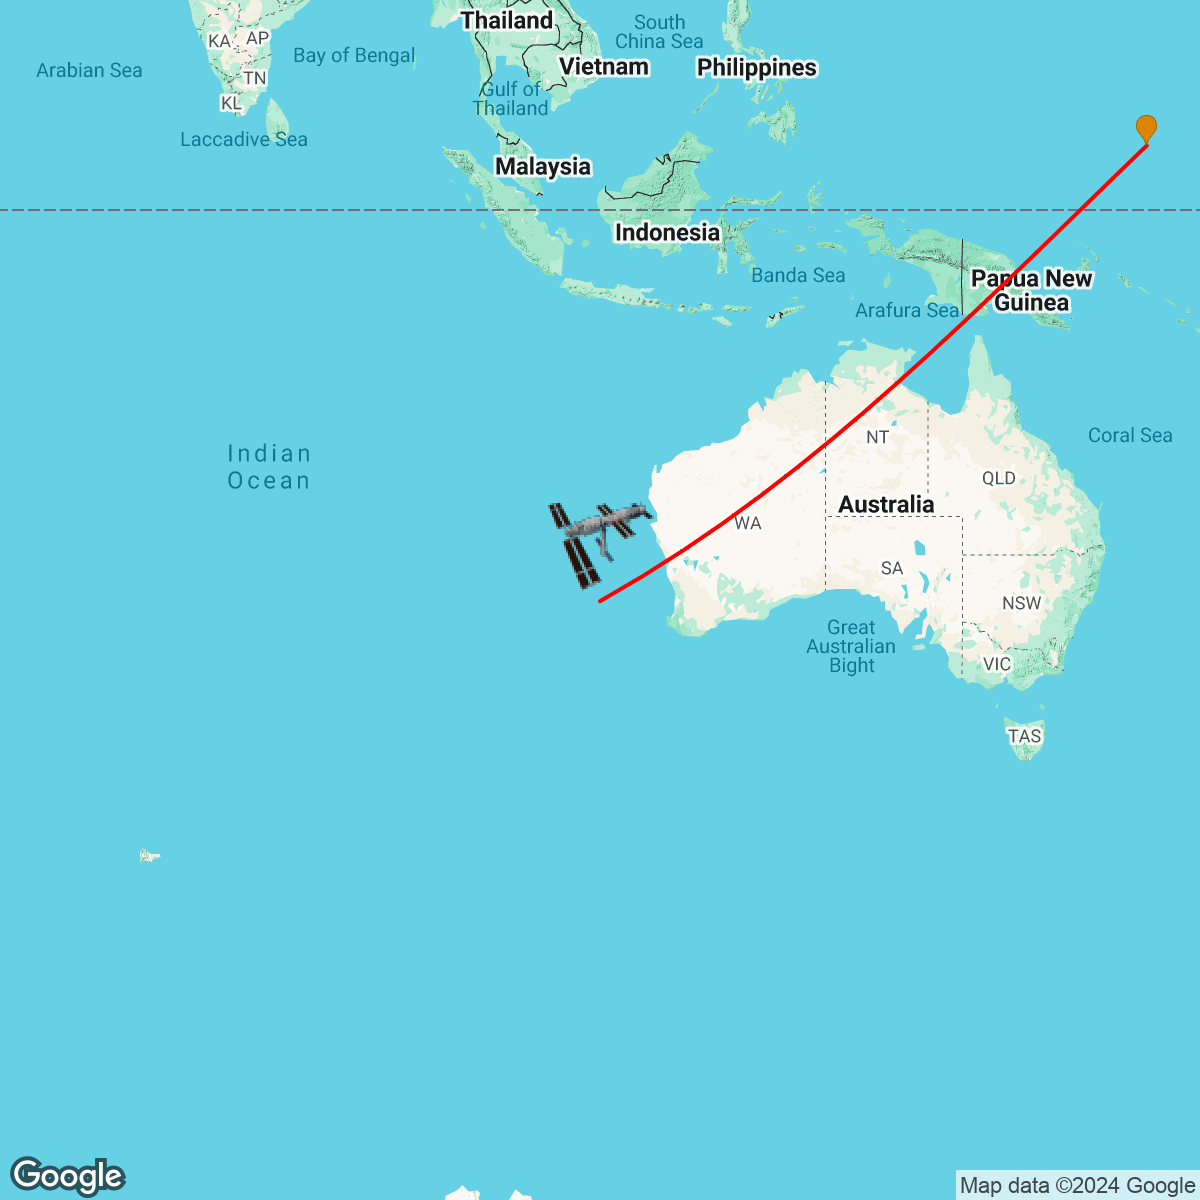 Thailand
South
China Sea
KA
AP
Bay of Bengal
Arabian Sea
Vietnam
Philippines
TN
Gulf of
Thailand
KL
Laccadive Sea
Malaysia
Indonesia
Banda Sea
Papua New
Guinea
Arafura Sea
NT
Coral Sea
Indian
Ocean
QLD
Australia
WA
SA
NSW
Great
Australian
Bight
VIC
TAS
Google
Map data ©2024 Google